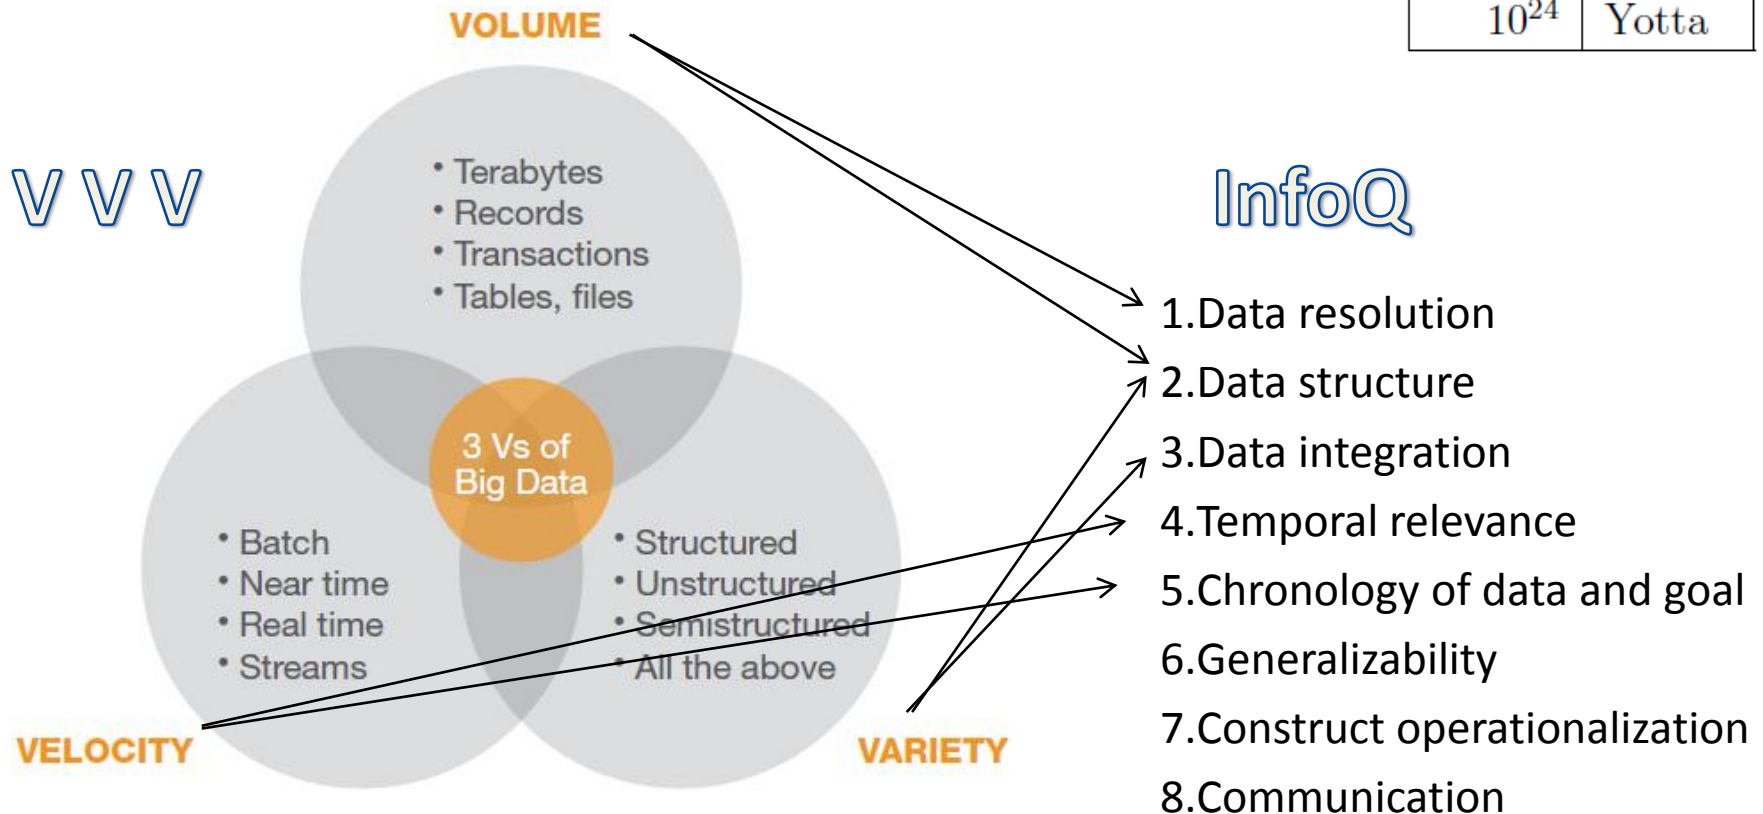 10²⁴ Yotta
VOLUME
V V V
• Terabytes
• Records
• Transactions
• Tables, files
3 Vs of
Big Data
• Batch
• Near time
• Real time
• Streams
• Structured
• Unstructured
• Semistructured
• All the above
VELOCITY
VARIETY
InfoQ
1.Data resolution
2.Data structure
3.Data integration
4.Temporal relevance
5.Chronology of data and goal
6.Generalizability
7.Construct operationalization
8.Communication